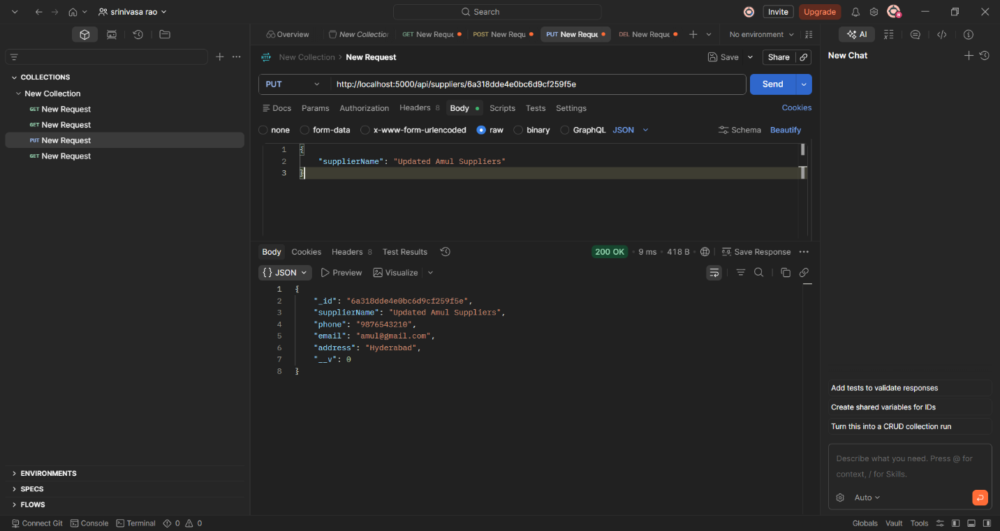 srinivasa rao
Search
Invite
Upgrade
Overview
New Collection
GET New Reque
POST New Requ
PUT New Reque
DEL New Reque
No environment
AI
New Collection > New Request
Save
Share
New Chat
COLLECTIONS
New Collection
GET New Request
GET New Request
PUT New Request
GET New Request
PUT
http://localhost:5000/api/suppliers/6a318dde4e0bc6d9cf259f5e
Send
Docs
Params
Authorization
Headers 8
Body
Scripts
Tests
Settings
Cookies
none
form-data
x-www-form-urlencoded
raw
binary
GraphQL
JSON
Schema
Beautify
1 {
2 "supplierName": "Updated Amul Suppliers"
3 }
Body
Cookies
Headers 8
Test Results
200 OK
9 ms
418 B
e.g. Save Response
{} JSON
Preview
Visualize
1 {
2 "_id": "6a318dde4e0bc6d9cf259f5e",
3 "supplierName": "Updated Amul Suppliers",
4 "phone": "9876543210",
5 "email": "amul@gmail.com",
6 "address": "Hyderabad",
7 "__v": 0
8 }
Add tests to validate responses
Create shared variables for IDs
Turn this into a CRUD collection run
Describe what you need. Press @ for
context, / for Skills.
Auto
ENVIRONMENTS
SPECS
FLOWS
Connect Git
Console
Terminal
0
0
Globals
Vault
Tools